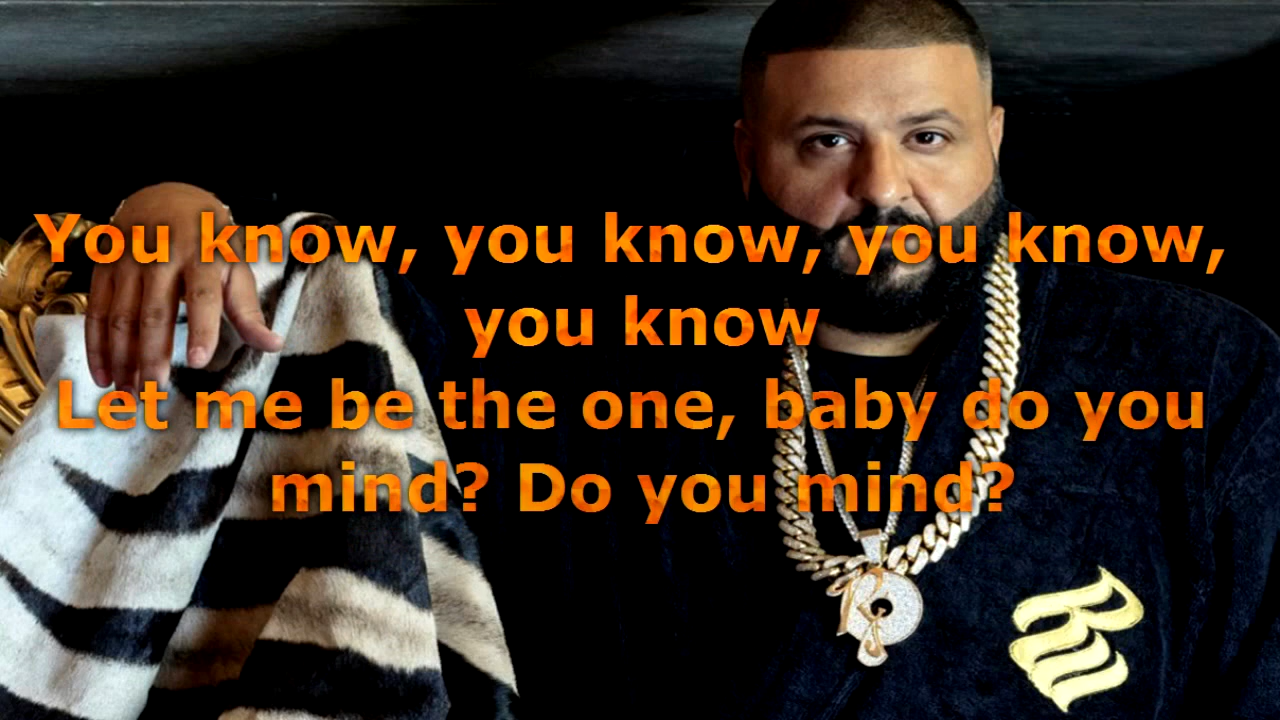 You know, you know, you know,
you know
Let me be the one, baby do you
mind? Do you mind?